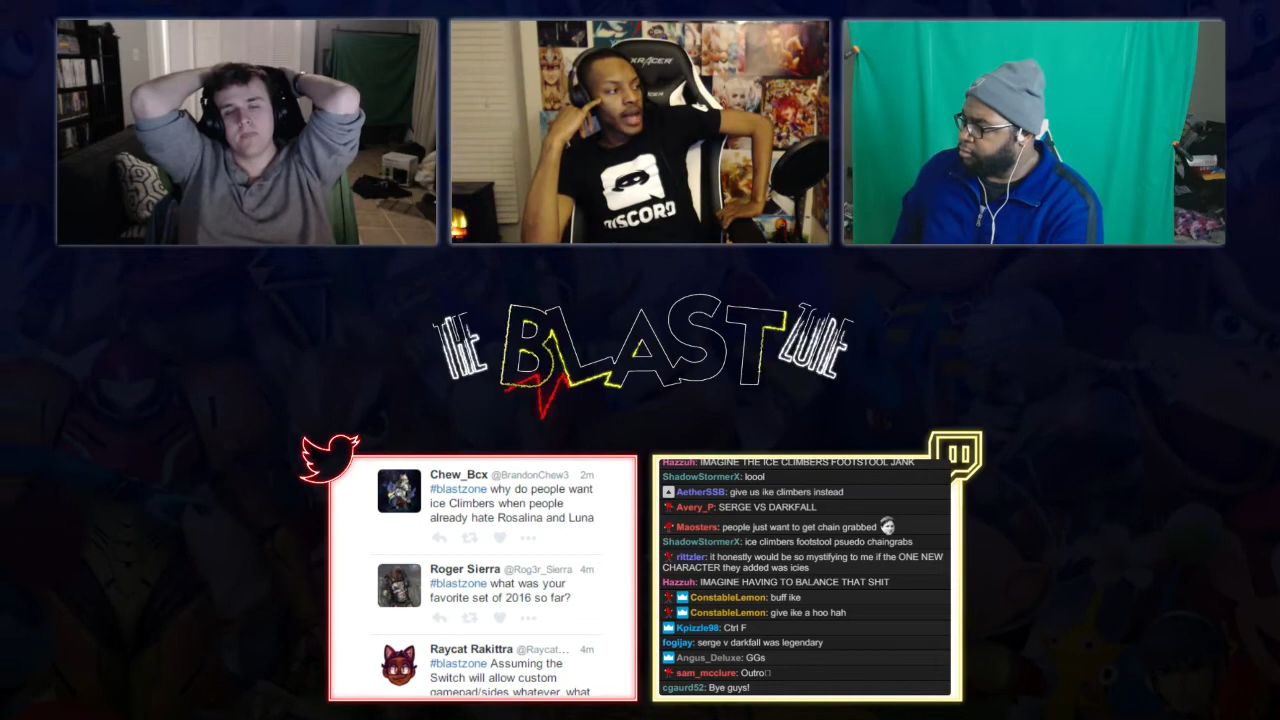 XRACER
DISCORD
THE BLAST ZONE
Chew_Bcx @BrandonChew3 2m
#blastzone why do people want
ice Climbers when people
already hate Rosalina and Luna
Roger Sierra @Rog3r_Sierra 4m
#blastzone what was your
favorite set of 2016 so far?
Raycat Rakittra @Raycat... 4m
#blastzone Assuming the
Switch will allow custom
gamepad/sides whatever, what
Hazzuh: IMAGINE THE ICE CLIMBERS FOOTSTOOL JANK
ShadowStormerX: loool
AetherSSB: give us ike climbers instead
Avery_P: SERGE VS DARKFALL
Maosters: people just want to get chain grabbed
ShadowStormerX: ice climbers footstool psuedo chaingrabs
rittzler: it honestly would be so mystifying to me if the ONE NEW
CHARACTER they added was icies
Hazzuh: IMAGINE HAVING TO BALANCE THAT SHIT
ConstableLemon: buff ike
ConstableLemon: give ike a hoo hah
Kpizzle98: Ctrl F
fogijay: serge v darkfall was legendary
Angus_Deluxe: GGs
sam_mcclure: Outro
cgaurd52: Bye guys!